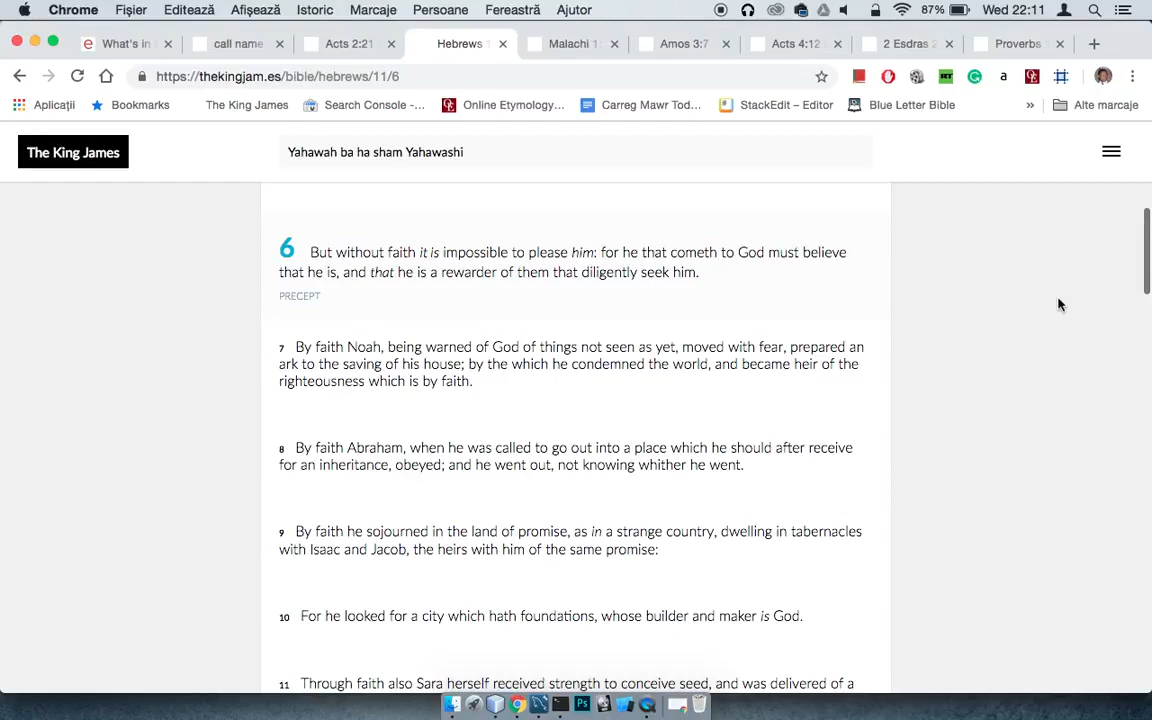 Chrome Fișier Editează Afișează Istoric Marcaje Persoane Fereastră Ajutor 87% Wed 22:11
What's in call name Acts 2:21 Hebrews 1 Malachi 1: Amos 3:7 Acts 4:12 2 Esdras 2 Proverbs
https://thekingjam.es/bible/hebrews/11/6
Aplicații Bookmarks The King James Search Console -... Online Etymology... Carreg Mawr Tod... StackEdit – Editor Blue Letter Bible » Alte marcaje
The King James Yahawah ba ha sham Yahawashi
6 But without faith it is impossible to please him: for he that cometh to God must believe
that he is, and that he is a rewarder of them that diligently seek him.
PRECEPT
7 By faith Noah, being warned of God of things not seen as yet, moved with fear, prepared an
ark to the saving of his house; by the which he condemned the world, and became heir of the
righteousness which is by faith.
8 By faith Abraham, when he was called to go out into a place which he should after receive
for an inheritance, obeyed; and he went out, not knowing whither he went.
9 By faith he sojourned in the land of promise, as in a strange country, dwelling in tabernacles
with Isaac and Jacob, the heirs with him of the same promise:
10 For he looked for a city which hath foundations, whose builder and maker is God.
11 Through faith also Sara herself received strength to conceive seed, and was delivered of a